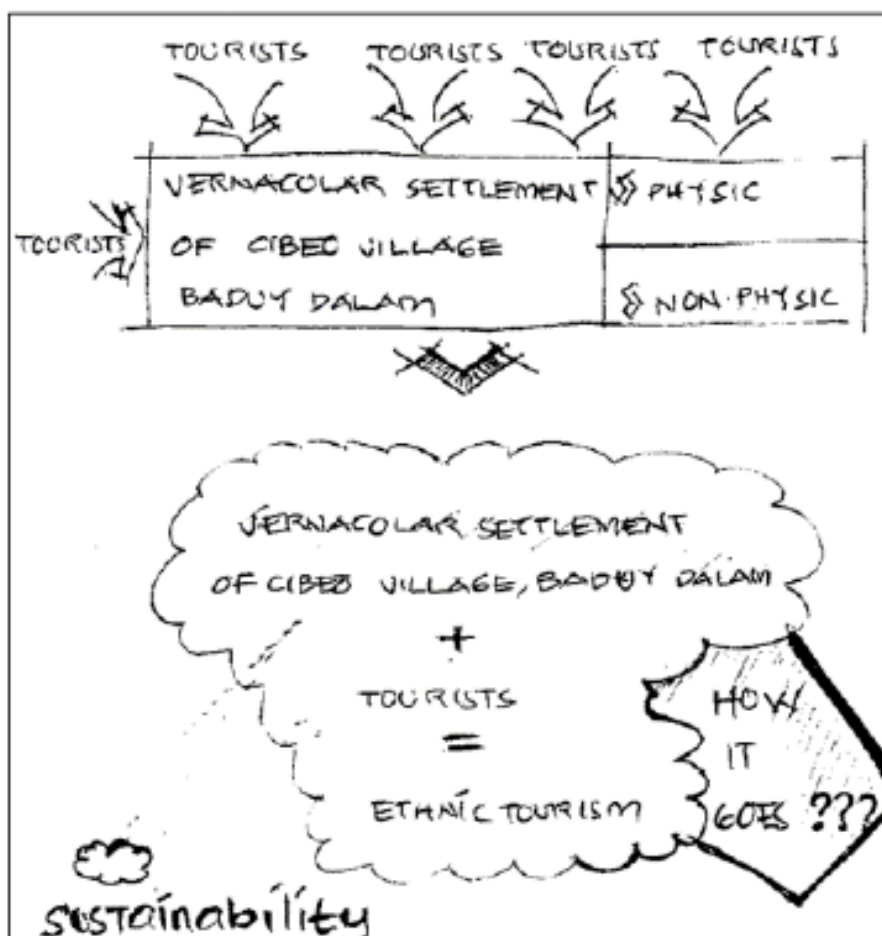 TOURISTS TOURISTS TOURISTS TOURISTS
VERNACOLAR SETTLEMENT PHYSIC
TOURISTS OF CIBEO VILLAGE
BADUY DALAM NON-PHYSIC
VERNACOLAR SETTLEMENT
OF CIBEO VILLAGE, BADUY DALAM
+
TOURISTS
=
ETHNIC TOURISM
HOW
IT
GOES ???
sustainability